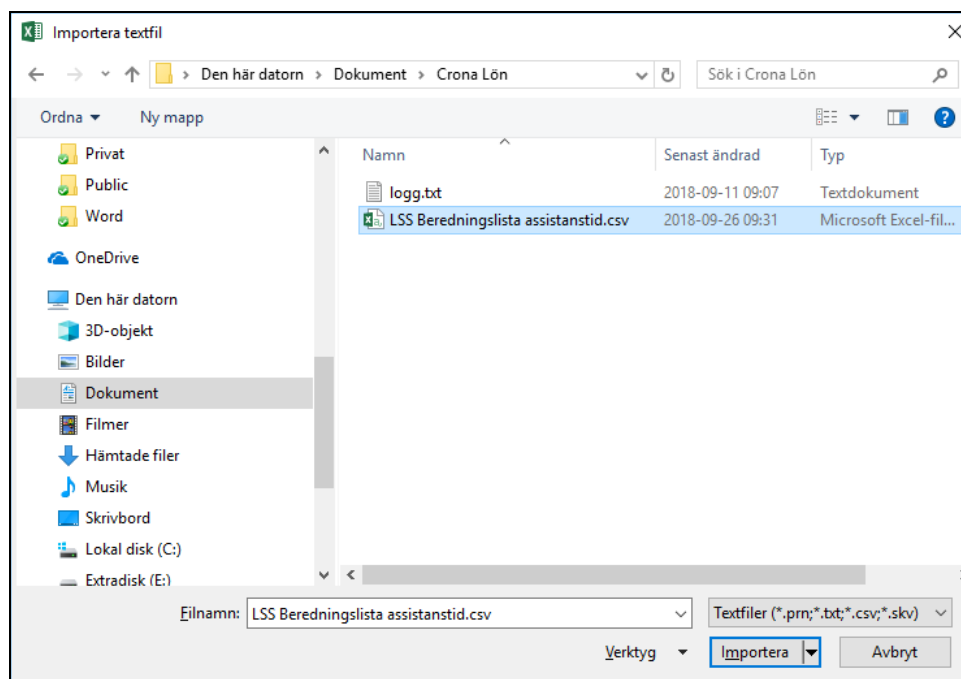 Importera textfil
Den här datorn > Dokument > Crona Lön
Sök i Crona Lön
Ordna
Ny mapp
Privat
Public
Word
OneDrive
Den här datorn
3D-objekt
Bilder
Dokument
Filmer
Hämtade filer
Musik
Skrivbord
Lokal disk (C:)
Extradisk (E:)
Namn Senast ändrad Typ
logg.txt 2018-09-11 09:07 Textdokument
LSS Beredningslista assistanstid.csv 2018-09-26 09:31 Microsoft Excel-fil...
Filnamn: LSS Beredningslista assistanstid.csv
Textfiler (*.prn;*.txt;*.csv;*.skv)
Verktyg
Importera
Avbryt